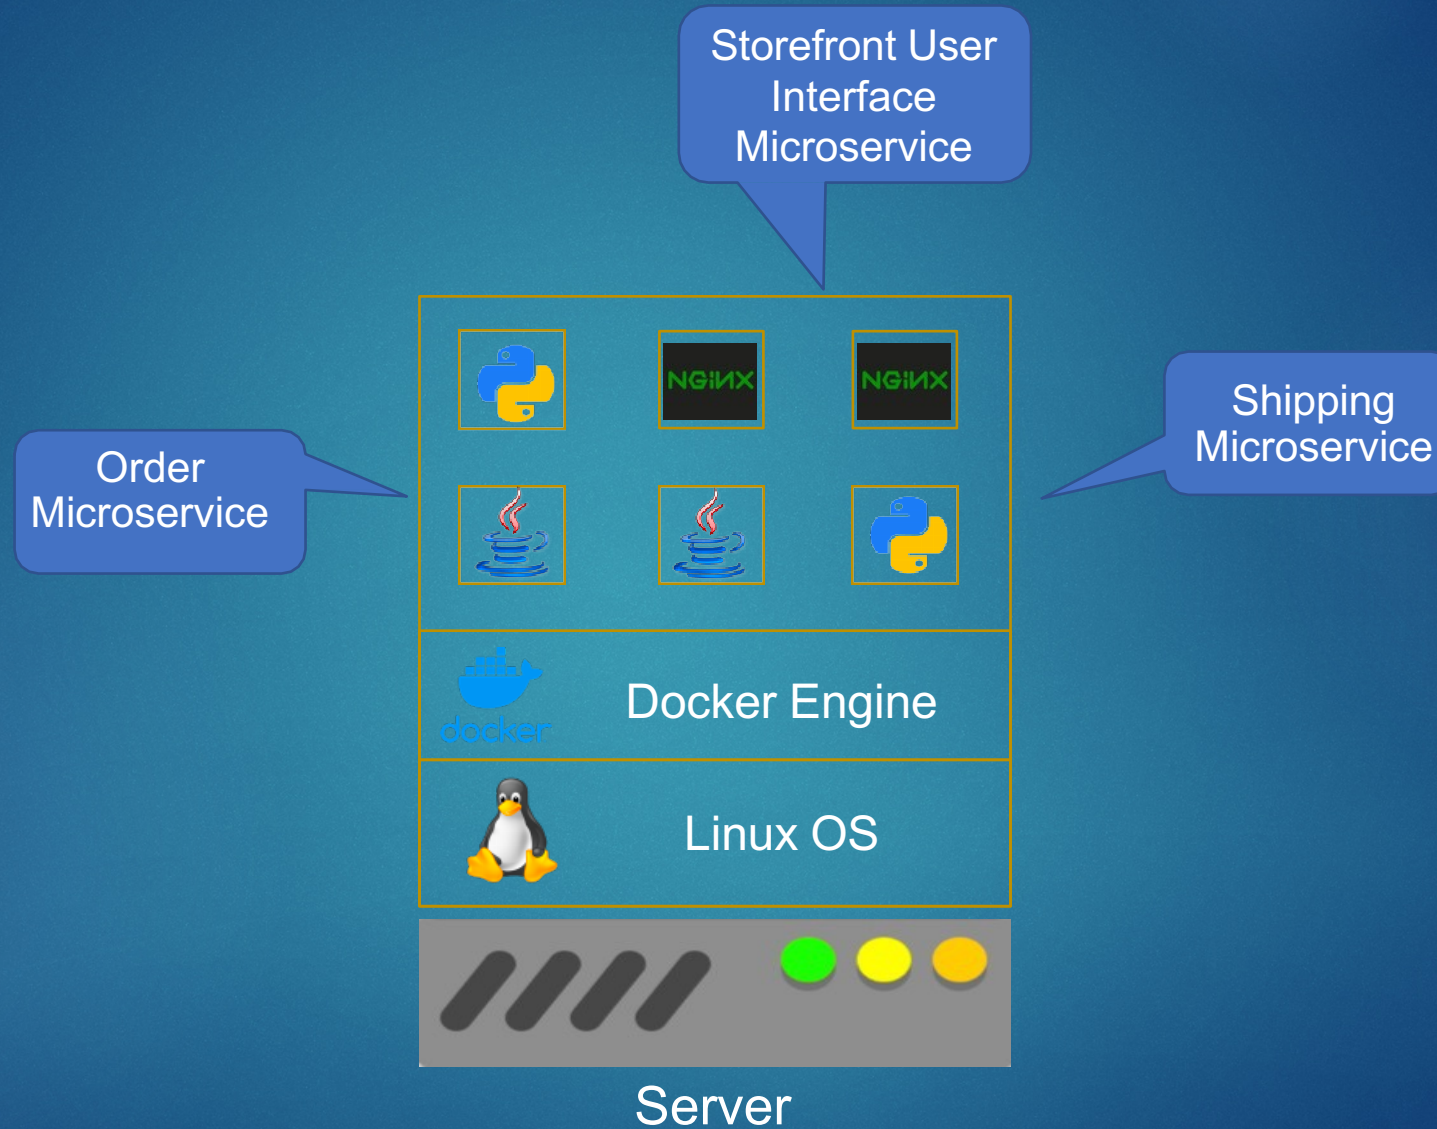 Storefront User
Interface
Microservice
NGiNX
NGiNX
Shipping
Microservice
Order
Microservice
docker
Docker Engine
Linux OS
Server